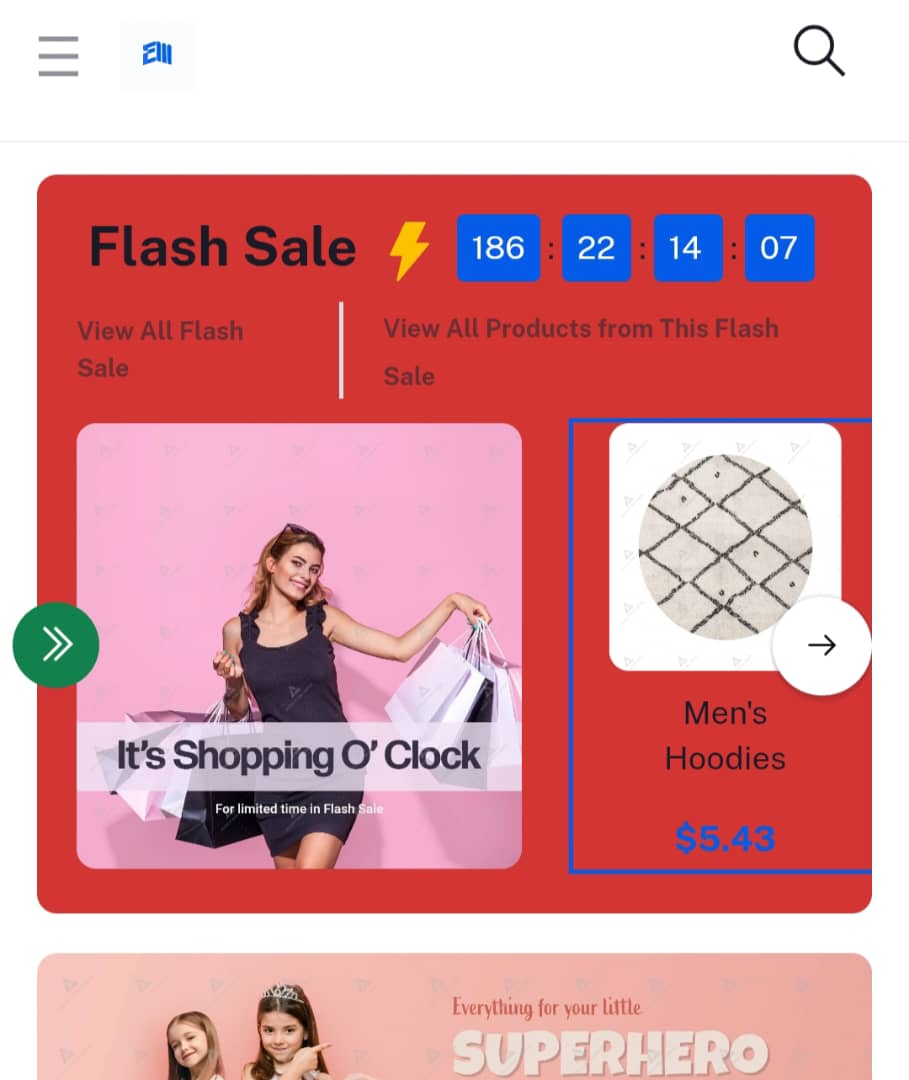 Flash Sale
186 : 22 : 14 : 07
View All Flash
Sale
View All Products from This Flash
Sale
It's Shopping O' Clock
For limited time in Flash Sale
Men's
Hoodies
$5.43
Everything for your little
SUPERHERO